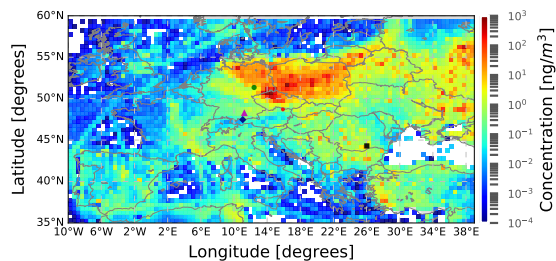 60°N
55°N
50°N
45°N
40°N
35°N
10°W 6°W 2°W 2°E 6°E 10°E 14°E 18°E 22°E 26°E 30°E 34°E 38°E
Longitude [degrees]
Latitude [degrees]
10³
10²
10¹
10⁰
10⁻¹
10⁻²
10⁻³
10⁻⁴
Concentration [ng/m³]